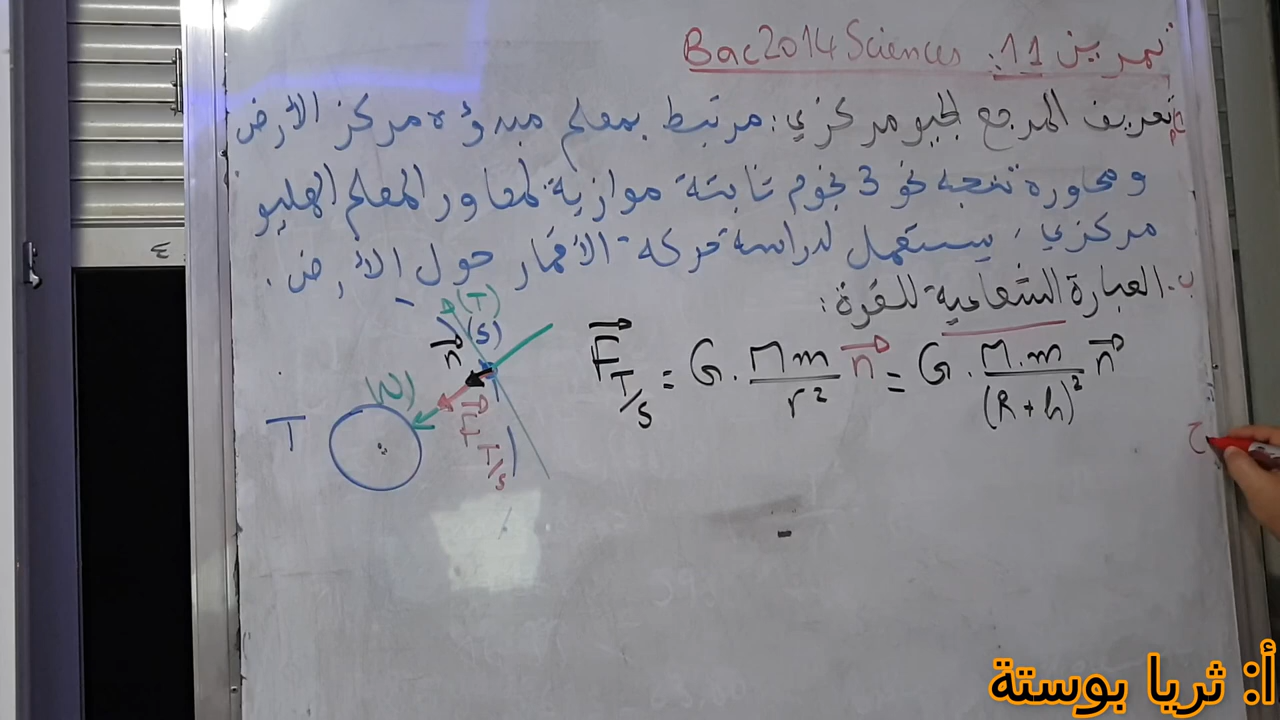 تمرين 11: Bac2014 Sciences
أ. تعريف المرجع الجيومركزي: مرتبط بمعلم مبدؤه مركز الأرض
ومحاوره تتجه نحو 3 نجوم ثابتة موازية لمحاور المعلم الهليو
مركزي، يستعمل لدراسة حركة الأقمار حول الأرض.
ب. العبارة الشعاعية للقوة:
F⃗ T/S = G · Mm / r² n⃗ = G · M.m / (R+h)² n⃗
(T)
(S)
n⃗
(N)
F⃗ T/S
T
ج
أ: ثريا بوستة